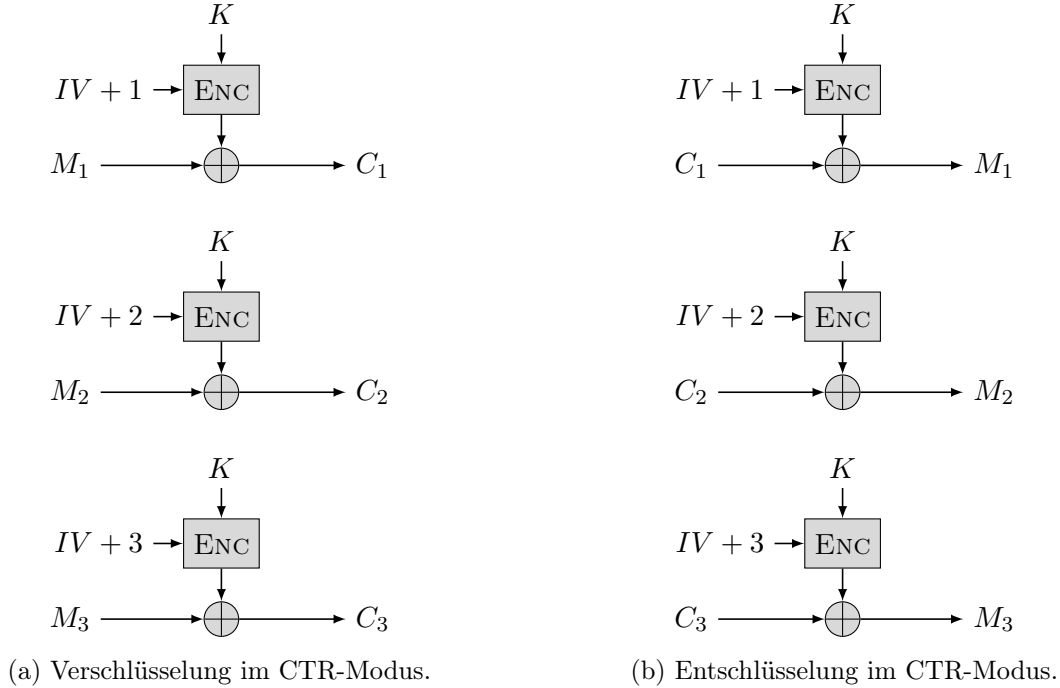 K
IV + 1 ENC
M₁ C₁
K
IV + 2 ENC
M₂ C₂
K
IV + 3 ENC
M₃ C₃
(a) Verschlüsselung im CTR-Modus.
K
IV + 1 ENC
C₁ M₁
K
IV + 2 ENC
C₂ M₂
K
IV + 3 ENC
C₃ M₃
(b) Entschlüsselung im CTR-Modus.